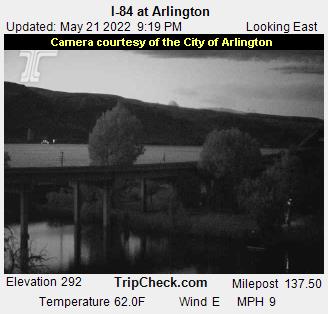 I-84 at Arlington
Updated: May 21 2022 9:19 PM Looking East
Camera courtesy of the City of Arlington
Elevation 292 TripCheck.com Milepost 137.50
Temperature 62.0F Wind E MPH 9